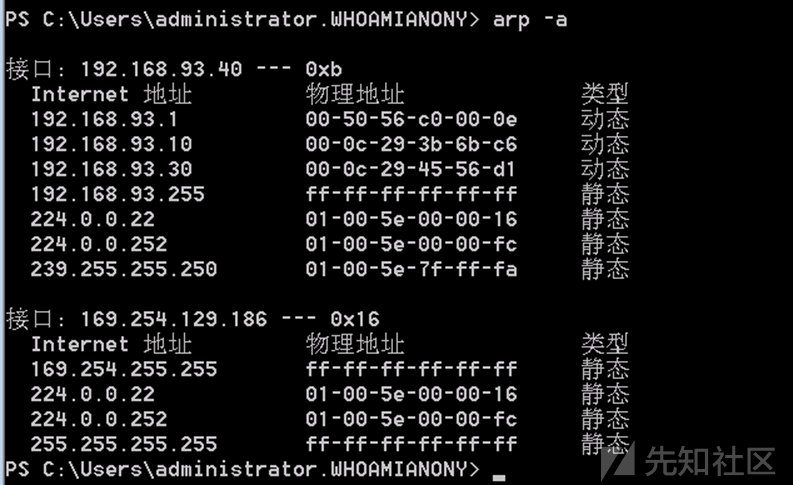 PS C:\Users\administrator.WHOAMIANONY> arp -a
接口: 192.168.93.40 --- 0xb
Internet 地址 物理地址 类型
192.168.93.1 00-50-56-c0-00-0e 动态
192.168.93.10 00-0c-29-3b-6b-c6 动态
192.168.93.30 00-0c-29-45-56-d1 动态
192.168.93.255 ff-ff-ff-ff-ff-ff 静态
224.0.0.22 01-00-5e-00-00-16 静态
224.0.0.252 01-00-5e-00-00-fc 静态
239.255.255.250 01-00-5e-7f-ff-fa 静态
接口: 169.254.129.186 --- 0x16
Internet 地址 物理地址 类型
169.254.255.255 ff-ff-ff-ff-ff-ff 静态
224.0.0.22 01-00-5e-00-00-16 静态
224.0.0.252 01-00-5e-00-00-fc 静态
255.255.255.255 ff-ff-ff-ff-ff-ff 静态
PS C:\Users\administrator.WHOAMIANONY> _
先知社区